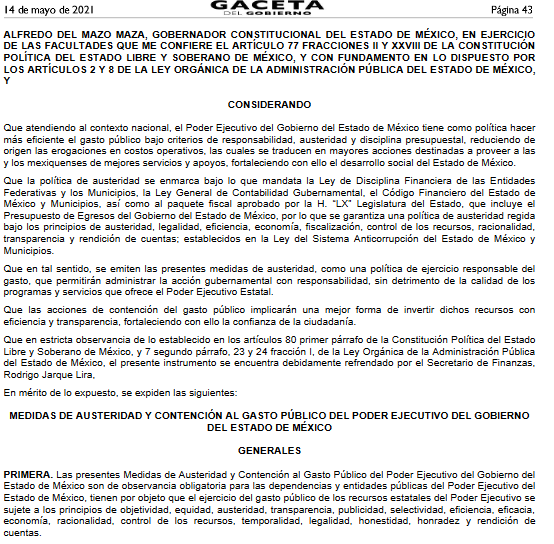 14 de mayo de 2021
GACETA
DEL GOBIERNO
Página 43
ALFREDO DEL MAZO MAZA, GOBERNADOR CONSTITUCIONAL DEL ESTADO DE MÉXICO, EN EJERCICIO
DE LAS FACULTADES QUE ME CONFIERE EL ARTÍCULO 77 FRACCIONES II Y XXVIII DE LA CONSTITUCIÓN
POLÍTICA DEL ESTADO LIBRE Y SOBERANO DE MÉXICO, Y CON FUNDAMENTO EN LO DISPUESTO POR
LOS ARTÍCULOS 2 Y 8 DE LA LEY ORGÁNICA DE LA ADMINISTRACIÓN PÚBLICA DEL ESTADO DE MÉXICO,
Y
CONSIDERANDO
Que atendiendo al contexto nacional, el Poder Ejecutivo del Gobierno del Estado de México tiene como política hacer
más eficiente el gasto público bajo criterios de responsabilidad, austeridad y disciplina presupuestal, reduciendo de
origen las erogaciones en costos operativos, las cuales se traducen en mayores acciones destinadas a proveer a las
y los mexiquenses de mejores servicios y apoyos, fortaleciendo con ello el desarrollo social del Estado de México.
Que la política de austeridad se enmarca bajo lo que mandata la Ley de Disciplina Financiera de las Entidades
Federativas y los Municipios, la Ley General de Contabilidad Gubernamental, el Código Financiero del Estado de
México y Municipios, así como al paquete fiscal aprobado por la H. “LX” Legislatura del Estado, que incluye el
Presupuesto de Egresos del Gobierno del Estado de México, por lo que se garantiza una política de austeridad regida
bajo los principios de austeridad, legalidad, eficiencia, economía, fiscalización, control de los recursos, racionalidad,
transparencia y rendición de cuentas; establecidos en la Ley del Sistema Anticorrupción del Estado de México y
Municipios.
Que en tal sentido, se emiten las presentes medidas de austeridad, como una política de ejercicio responsable del
gasto, que permitirán administrar la acción gubernamental con responsabilidad, sin detrimento de la calidad de los
programas y servicios que ofrece el Poder Ejecutivo Estatal.
Que las acciones de contención del gasto público implicarán una mejor forma de invertir dichos recursos con
eficiencia y transparencia, fortaleciendo con ello la confianza de la ciudadanía.
Que en estricta observancia de lo establecido en los artículos 80 primer párrafo de la Constitución Política del Estado
Libre y Soberano de México, y 7 segundo párrafo, 23 y 24 fracción I, de la Ley Orgánica de la Administración Pública
del Estado de México, el presente instrumento se encuentra debidamente refrendado por el Secretario de Finanzas,
Rodrigo Jarque Lira,
En mérito de lo expuesto, se expiden las siguientes:
MEDIDAS DE AUSTERIDAD Y CONTENCIÓN AL GASTO PÚBLICO DEL PODER EJECUTIVO DEL GOBIERNO
DEL ESTADO DE MÉXICO
GENERALES
PRIMERA. Las presentes Medidas de Austeridad y Contención al Gasto Público del Poder Ejecutivo del Gobierno del
Estado de México son de observancia obligatoria para las dependencias y entidades públicas del Poder Ejecutivo del
Estado de México, tienen por objeto que el ejercicio del gasto público de los recursos estatales del Poder Ejecutivo se
sujete a los principios de objetividad, equidad, austeridad, transparencia, publicidad, selectividad, eficiencia, eficacia,
economía, racionalidad, control de los recursos, temporalidad, legalidad, honestidad, honradez y rendición de
cuentas.